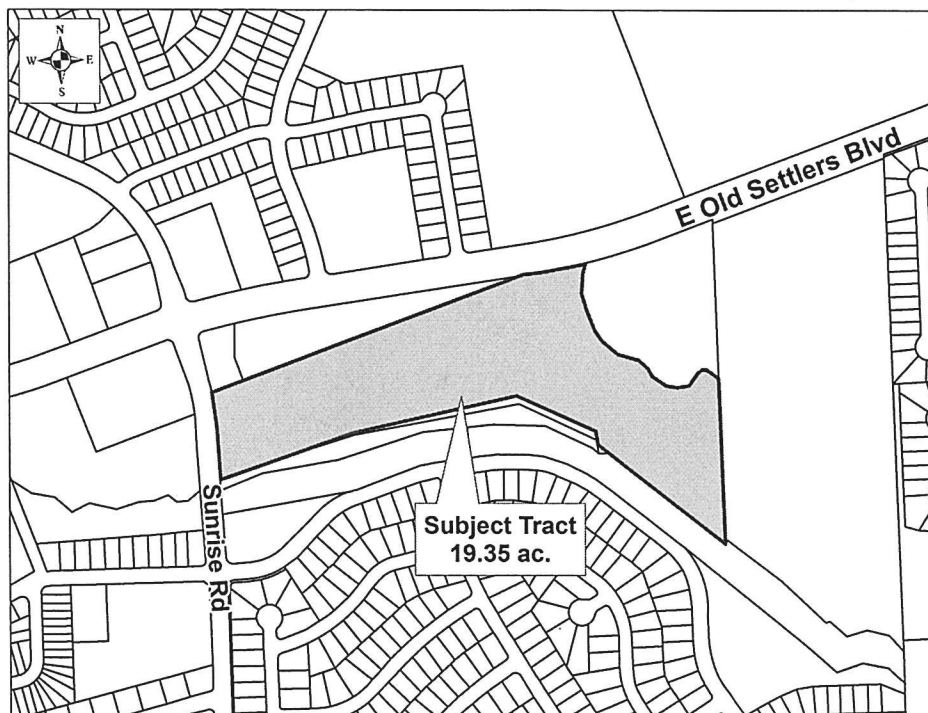 N
W E
S
E Old Settlers Blvd
Subject Tract
19.35 ac.
Sunrise Rd